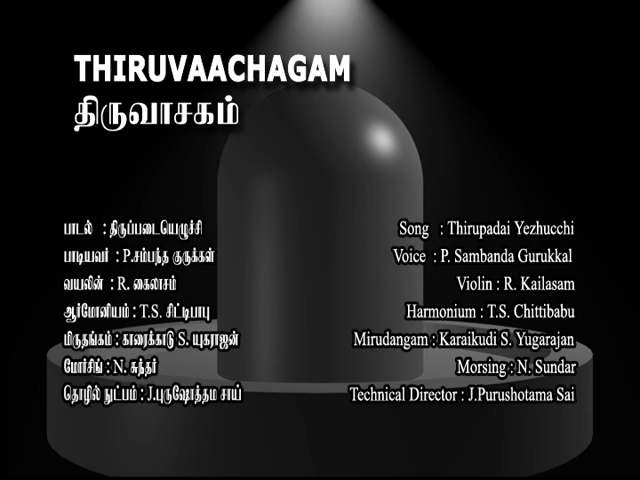 THIRUVAACHAGAM
திருவாசகம்
பாடல் : திருப்படையெழுச்சி Song : Thirupadai Yezhucchi
பாடியவர் : P.சம்பந்த குருக்கள் Voice : P. Sambanda Gurukkal
வயலின் : R. கைலாசம் Violin : R. Kailasam
ஆர்மோனியம் : T.S. சிட்டிபாபு Harmonium : T.S. Chittibabu
மிருதங்கம் : காரைக்காடு S. யுகராஜன் Mirudangam : Karaikudi S. Yugarajan
மோர்சிங் : N. சுந்தர் Morsing : N. Sundar
தொழில் நுட்பம் : J.புருஷோத்தம சாய் Technical Director : J.Purushotama Sai